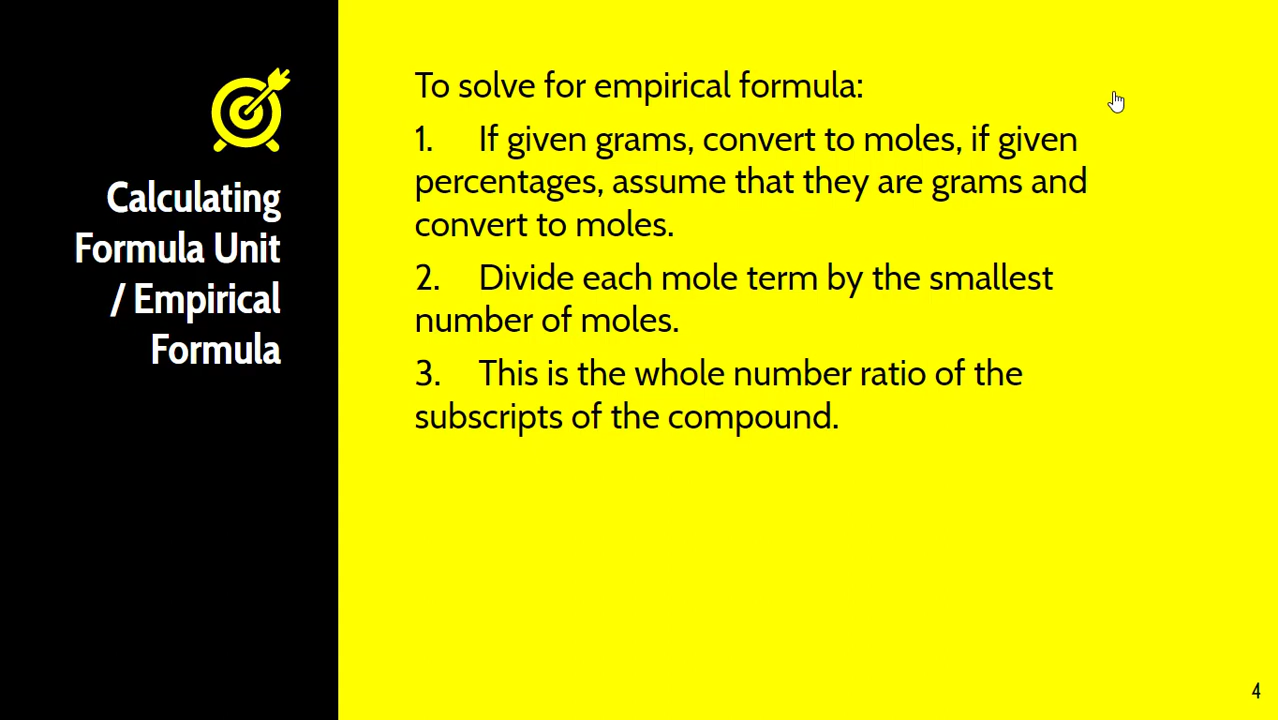 Calculating
Formula Unit
/ Empirical
Formula
To solve for empirical formula:
1. If given grams, convert to moles, if given
percentages, assume that they are grams and
convert to moles.
2. Divide each mole term by the smallest
number of moles.
3. This is the whole number ratio of the
subscripts of the compound.
4